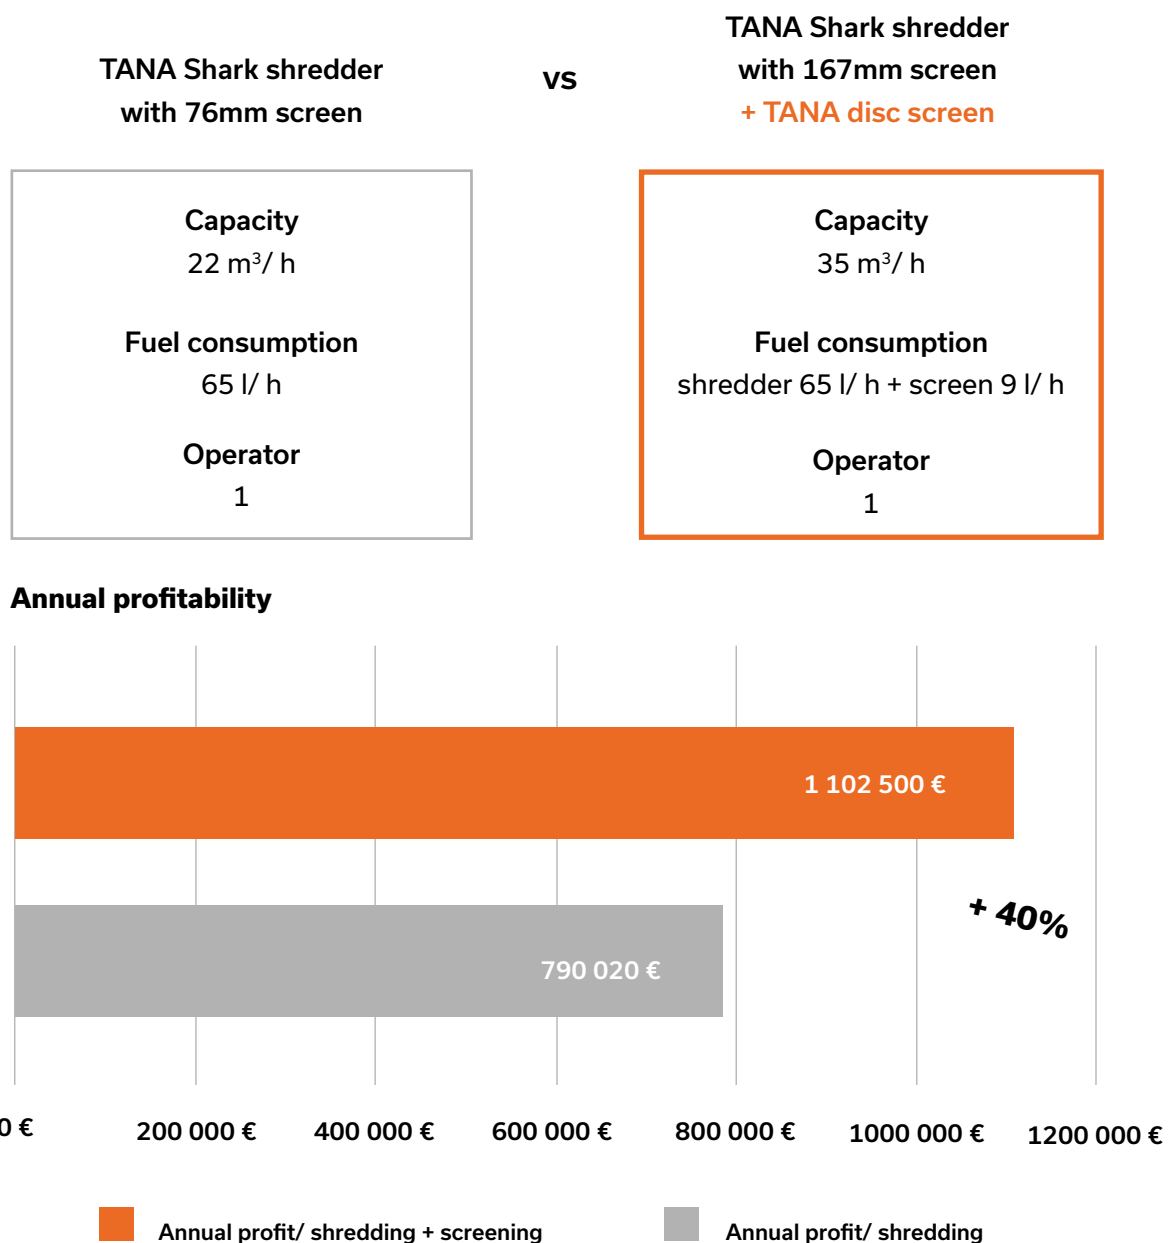 TANA Shark shredder
with 76mm screen
vs
TANA Shark shredder
with 167mm screen
+ TANA disc screen
Capacity
22 m³/ h
Fuel consumption
65 l/ h
Operator
1
Capacity
35 m³/ h
Fuel consumption
shredder 65 l/ h + screen 9 l/ h
Operator
1
Annual profitability
1 102 500 €
+ 40%
790 020 €
0 € 200 000 € 400 000 € 600 000 € 800 000 € 1000 000 € 1200 000 €
Annual profit/ shredding + screening
Annual profit/ shredding